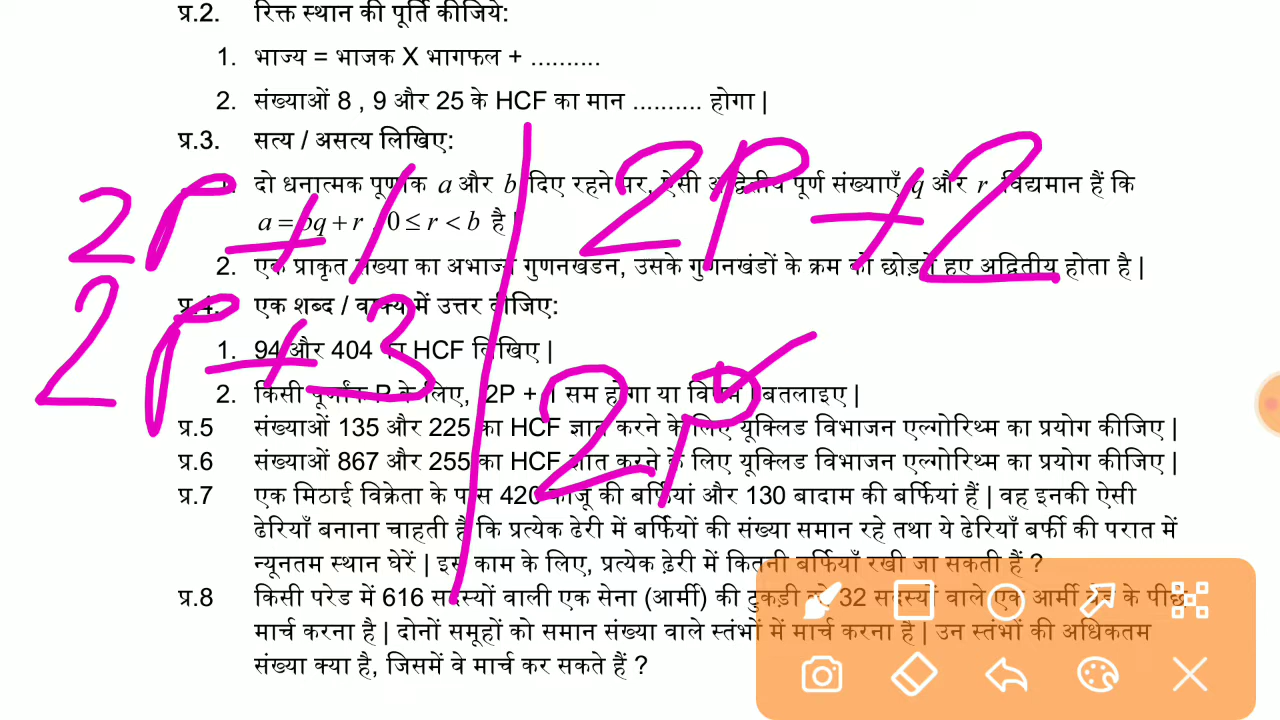 प्र.2. रिक्त स्थान की पूर्ति कीजिये:
1. भाज्य = भाजक X भागफल + ..........
2. संख्याओं 8 , 9 और 25 के HCF का मान .......... होगा |
प्र.3. सत्य / असत्य लिखिए:
1. दो धनात्मक पूर्णांक a और b दिए रहने पर, ऐसी अद्वितीय पूर्ण संख्याएँ q और r विद्यमान हैं कि
a = bq + r , 0 ≤ r < b है |
2. एक प्राकृत संख्या का अभाज्य गुणनखंडन, उसके गुणनखंडों के क्रम को छोड़ते हुए अद्वितीय होता है |
प्र.4. एक शब्द / वाक्य में उत्तर दीजिए:
1. 94 और 404 का HCF लिखिए |
2. किसी पूर्णांक P के लिए, 2P + 1 सम होगा या विषम | बतलाइए |
प्र.5 संख्याओं 135 और 225 का HCF ज्ञात करने के लिए यूक्लिड विभाजन एल्गोरिथ्म का प्रयोग कीजिए |
प्र.6 संख्याओं 867 और 255 का HCF ज्ञात करने के लिए यूक्लिड विभाजन एल्गोरिथ्म का प्रयोग कीजिए |
प्र.7 एक मिठाई विक्रेता के पास 420 काजू की बर्फियां और 130 बादाम की बर्फियां हैं | वह इनकी ऐसी
ढेरियाँ बनाना चाहती है कि प्रत्येक ढेरी में बर्फियों की संख्या समान रहे तथा ये ढेरियाँ बर्फी की परात में
न्यूनतम स्थान घेरें | इस काम के लिए, प्रत्येक ढ़ेरी में कितनी बर्फियाँ रखी जा सकती हैं ?
प्र.8 किसी परेड में 616 सदस्यों वाली एक सेना (आर्मी) की टुकड़ी को 32 सदस्यों वाले एक आर्मी बैंड के पीछे
मार्च करना है | दोनों समूहों को समान संख्या वाले स्तंभों में मार्च करना है | उन स्तंभों की अधिकतम
संख्या क्या है, जिसमें वे मार्च कर सकते हैं ?
2P+1
2P+2
2P+3
2P